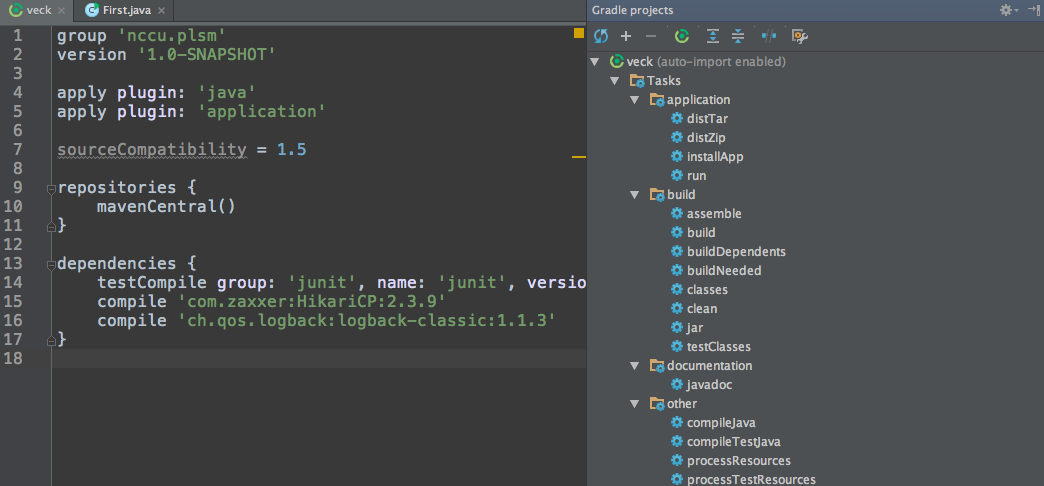 veck
First.java
1 group 'nccu.plsm'
2 version '1.0-SNAPSHOT'
3
4 apply plugin: 'java'
5 apply plugin: 'application'
6
7 sourceCompatibility = 1.5
8
9 repositories {
10 mavenCentral()
11 }
12
13 dependencies {
14 testCompile group: 'junit', name: 'junit', versio
15 compile 'com.zaxxer:HikariCP:2.3.9'
16 compile 'ch.qos.logback:logback-classic:1.1.3'
17 }
18
Gradle projects
veck (auto-import enabled)
Tasks
application
distTar
distZip
installApp
run
build
assemble
build
buildDependents
buildNeeded
classes
clean
jar
testClasses
documentation
javadoc
other
compileJava
compileTestJava
processResources
processTestResources